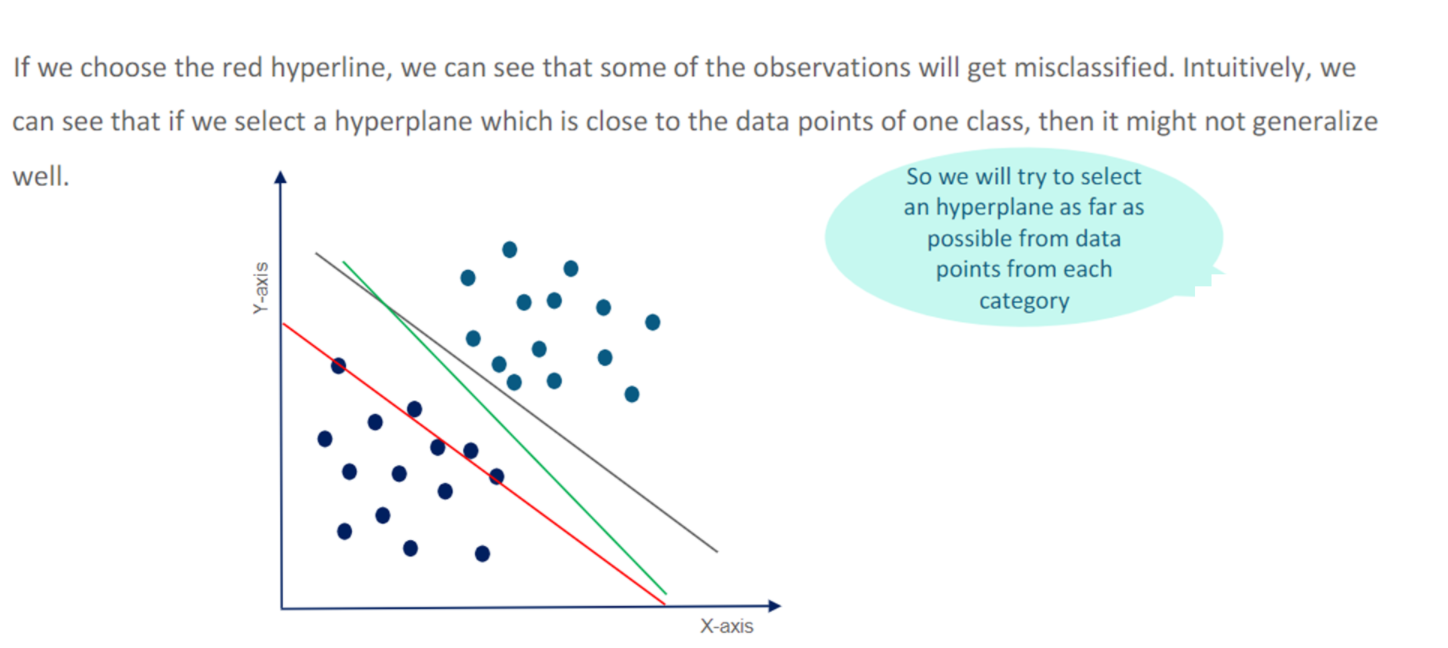 If we choose the red hyperline, we can see that some of the observations will get misclassified. Intuitively, we
can see that if we select a hyperplane which is close to the data points of one class, then it might not generalize
well.
So we will try to select
an hyperplane as far as
possible from data
points from each
category
Y-axis
X-axis